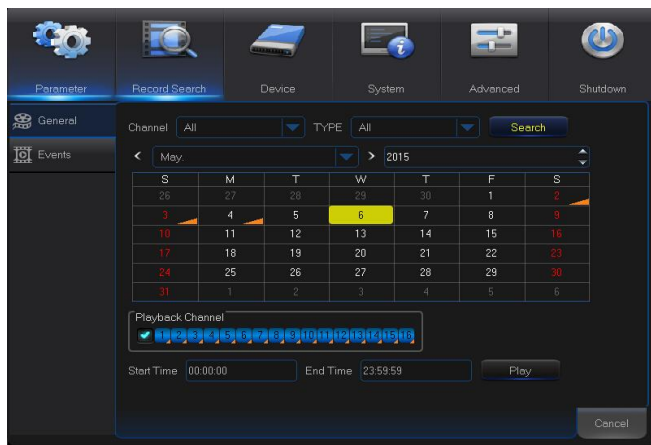 Parameter Record Search Device System Advanced Shutdown
General
Events
Channel All TYPE All Search
< May. > 2015
S M T W T F S
26 27 28 29 30 1 2
3 4 5 6 7 8 9
10 11 12 13 14 15 16
17 18 19 20 21 22 23
24 25 26 27 28 29 30
31 1 2 3 4 5 6
Playback Channel
1 2 3 4 5 6 7 8 9 10 11 12 13 14 15 16
Start Time 00:00:00 End Time 23:59:59 Play
Cancel